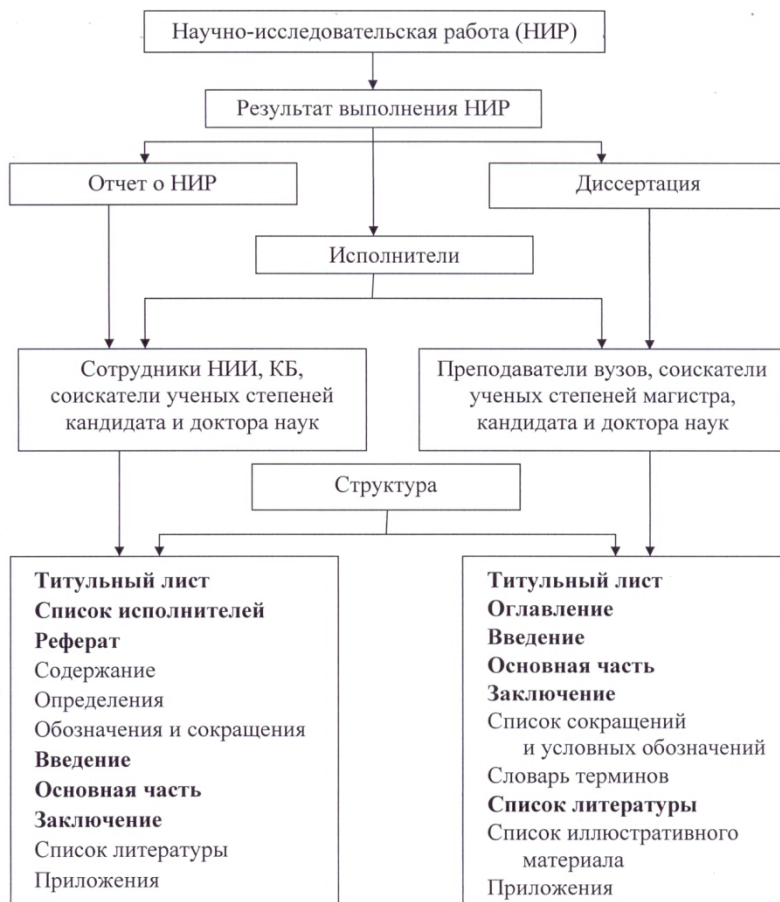 Научно-исследовательская работа (НИР)
Результат выполнения НИР
Отчет о НИР
Диссертация
Исполнители
Сотрудники НИИ, КБ,
соискатели ученых степеней
кандидата и доктора наук
Преподаватели вузов, соискатели
ученых степеней магистра,
кандидата и доктора наук
Структура
Титульный лист
Список исполнителей
Реферат
Содержание
Определения
Обозначения и сокращения
Введение
Основная часть
Заключение
Список литературы
Приложения
Титульный лист
Оглавление
Введение
Основная часть
Заключение
Список сокращений
и условных обозначений
Словарь терминов
Список литературы
Список иллюстративного
материала
Приложения